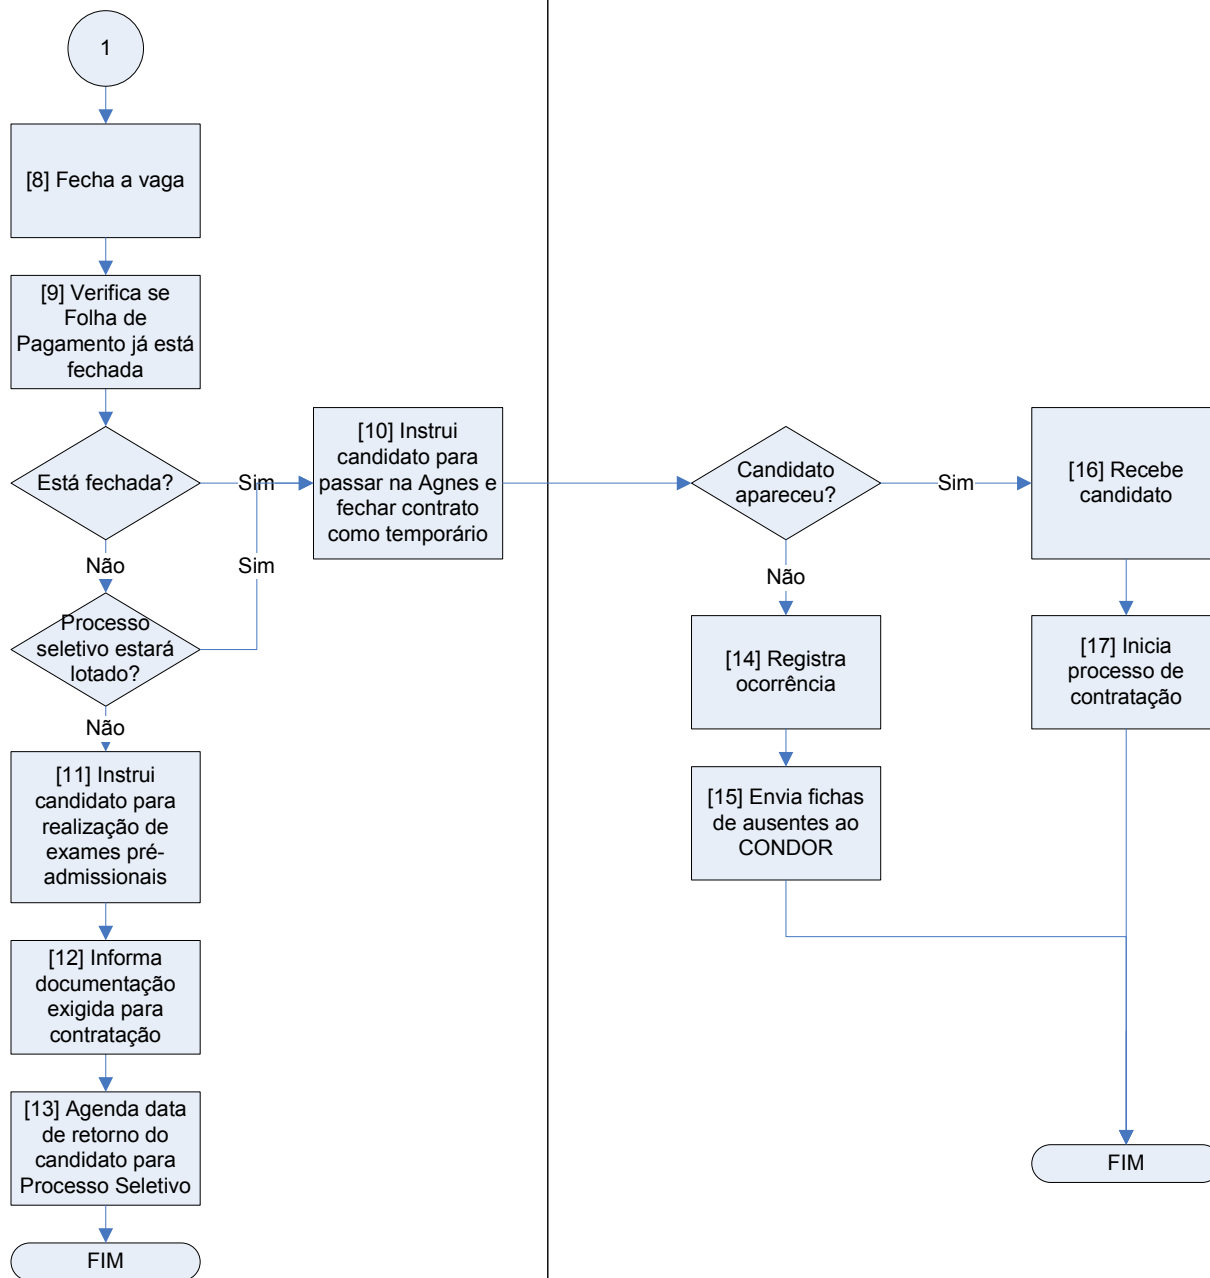 1
[8] Fecha a vaga
[9] Verifica se
Folha de
Pagamento já está
fechada
Está fechada?
Sim
Não
Sim
Processo
seletivo estará
lotado?
Não
[10] Instrui
candidato para
passar na Agnes e
fechar contrato
como temporário
[11] Instrui
candidato para
realização de
exames pré-
admissionais
[12] Informa
documentação
exigida para
contratação
[13] Agenda data
de retorno do
candidato para
Processo Seletivo
FIM
Candidato
apareceu?
Sim
Não
[14] Registra
ocorrência
[15] Envia fichas
de ausentes ao
CONDOR
[16] Recebe
candidato
[17] Inicia
processo de
contratação
FIM